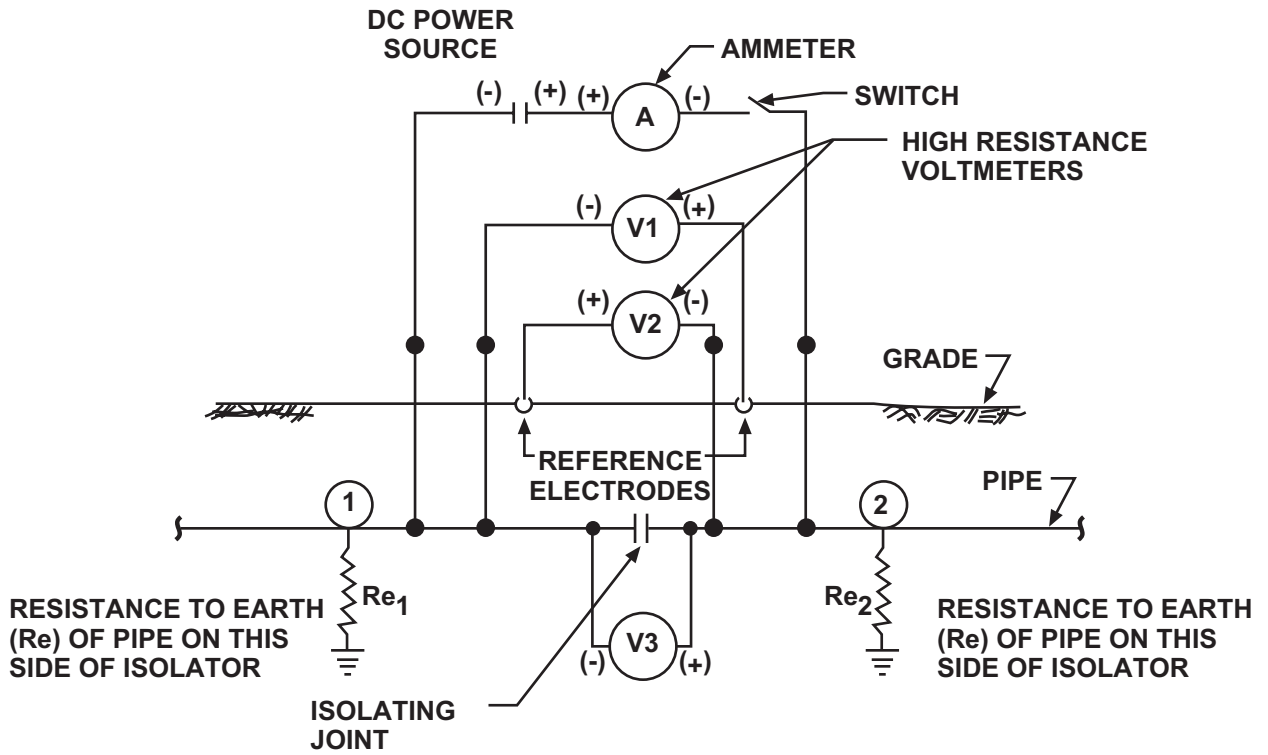 DC POWER
SOURCE
AMMETER
(-)
(+)
(+)
A
(-)
SWITCH
HIGH RESISTANCE
VOLTMETERS
(-)
V1
(+)
(+)
V2
(-)
GRADE
REFERENCE
ELECTRODES
PIPE
1
2
Re1
Re2
RESISTANCE TO EARTH
(Re) OF PIPE ON THIS
SIDE OF ISOLATOR
RESISTANCE TO EARTH
(Re) OF PIPE ON THIS
SIDE OF ISOLATOR
V3
(-)
(+)
ISOLATING
JOINT